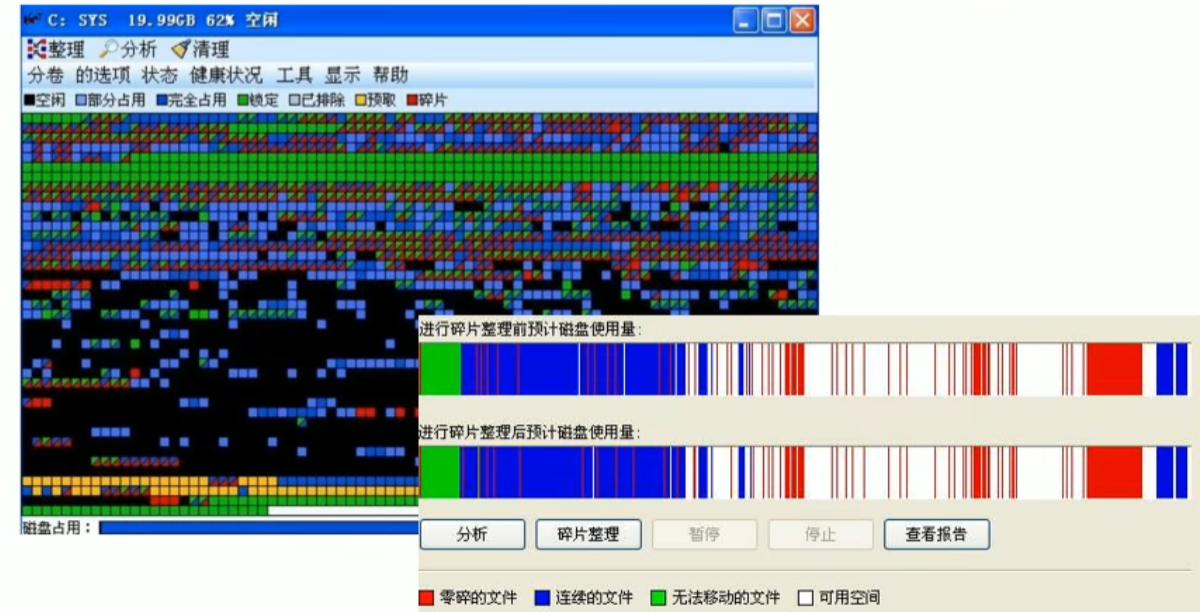 C: SYS 19.99GB 62% 空闲
整理 分析 清理
分卷 的选项 状态 健康状况 工具 显示 帮助
空闲 部分占用 完全占用 锁定 已排除 预取 碎片
进行碎片整理前预计磁盘使用量:
进行碎片整理后预计磁盘使用量:
磁盘占用：
分析 碎片整理 暂停 停止 查看报告
零碎的文件 连续的文件 无法移动的文件 可用空间